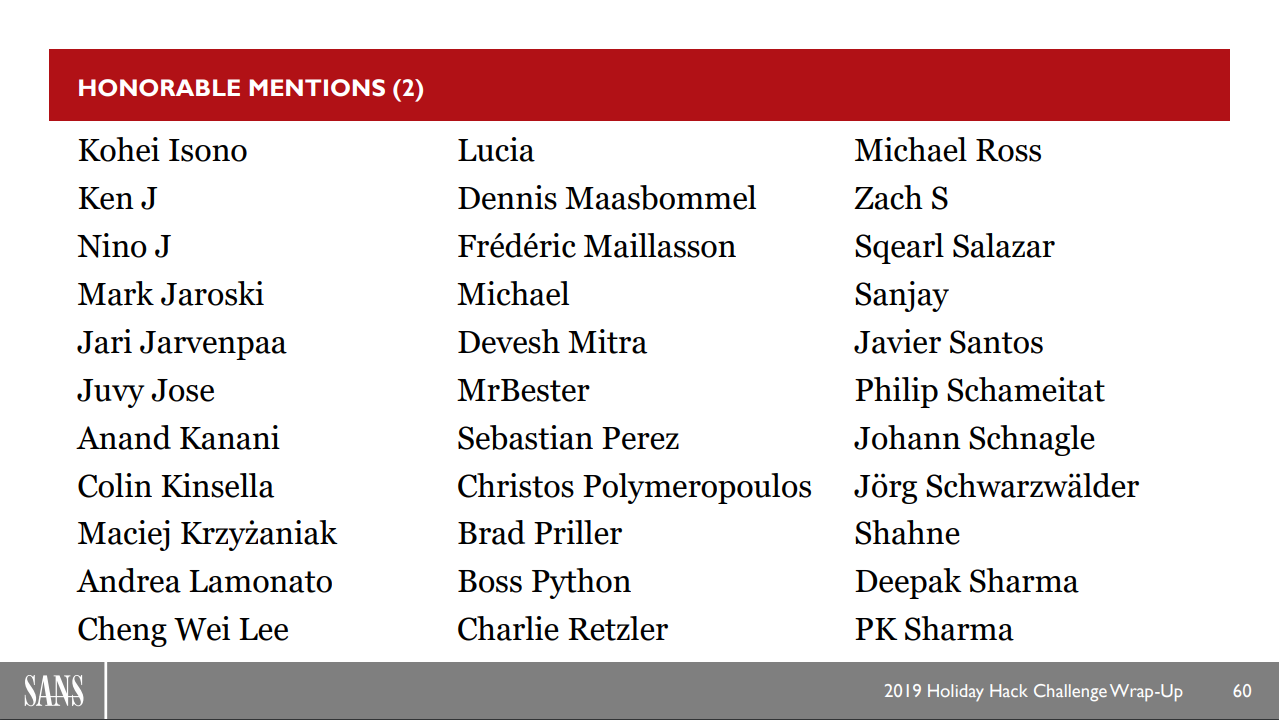 HONORABLE MENTIONS (2)
Kohei Isono
Ken J
Nino J
Mark Jaroski
Jari Jarvenpaa
Juvy Jose
Anand Kanani
Colin Kinsella
Maciej Krzyżaniak
Andrea Lamonato
Cheng Wei Lee
Lucia
Dennis Maasbommel
Frédéric Maillasson
Michael
Devesh Mitra
MrBester
Sebastian Perez
Christos Polymeropoulos
Brad Priller
Boss Python
Charlie Retzler
Michael Ross
Zach S
Sqearl Salazar
Sanjay
Javier Santos
Philip Schameitat
Johann Schnagle
Jörg Schwarzwälder
Shahne
Deepak Sharma
PK Sharma
SANS
2019 Holiday Hack Challenge Wrap-Up 60